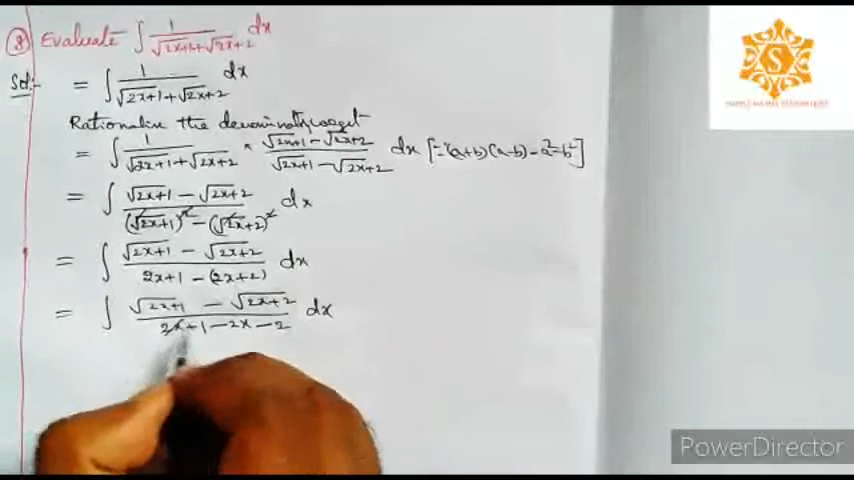 8 Evaluate ∫ 1/(√2x+1+√2x+2) dx
Sol:- = ∫ 1/(√2x+1 + √2x+2) dx
Rationalise the denominator, we get
= ∫ 1/(√2x+1 + √2x+2) × (√2x+1 - √2x+2)/(√2x+1 - √2x+2) dx [∵ (a+b)(a-b) = a²-b²]
= ∫ (√2x+1 - √2x+2)/((√2x+1)² - (√2x+2)²) dx
= ∫ (√2x+1 - √2x+2)/(2x+1 - (2x+2)) dx
= ∫ (√2x+1 - √2x+2)/(2x+1-2x-2) dx
S
PowerDirector